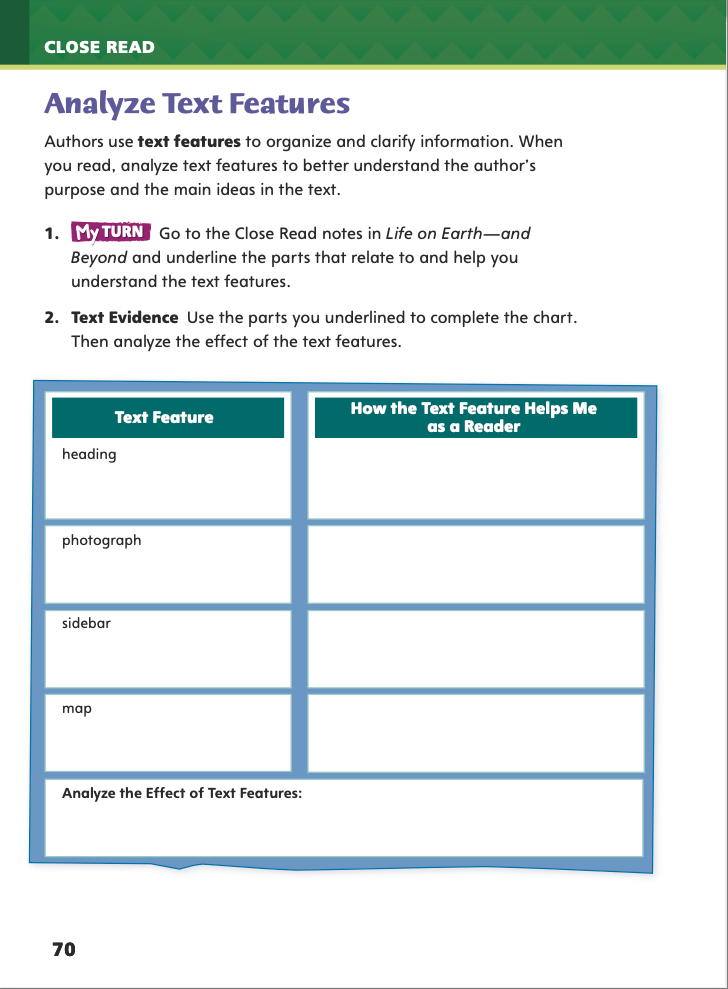 CLOSE READ
Analyze Text Features
Authors use text features to organize and clarify information. When
you read, analyze text features to better understand the author's
purpose and the main ideas in the text.
1. My TURN Go to the Close Read notes in Life on Earth—and
Beyond and underline the parts that relate to and help you
understand the text features.
2. Text Evidence Use the parts you underlined to complete the chart.
Then analyze the effect of the text features.
Text Feature
How the Text Feature Helps Me
as a Reader
heading
photograph
sidebar
map
Analyze the Effect of Text Features:
70